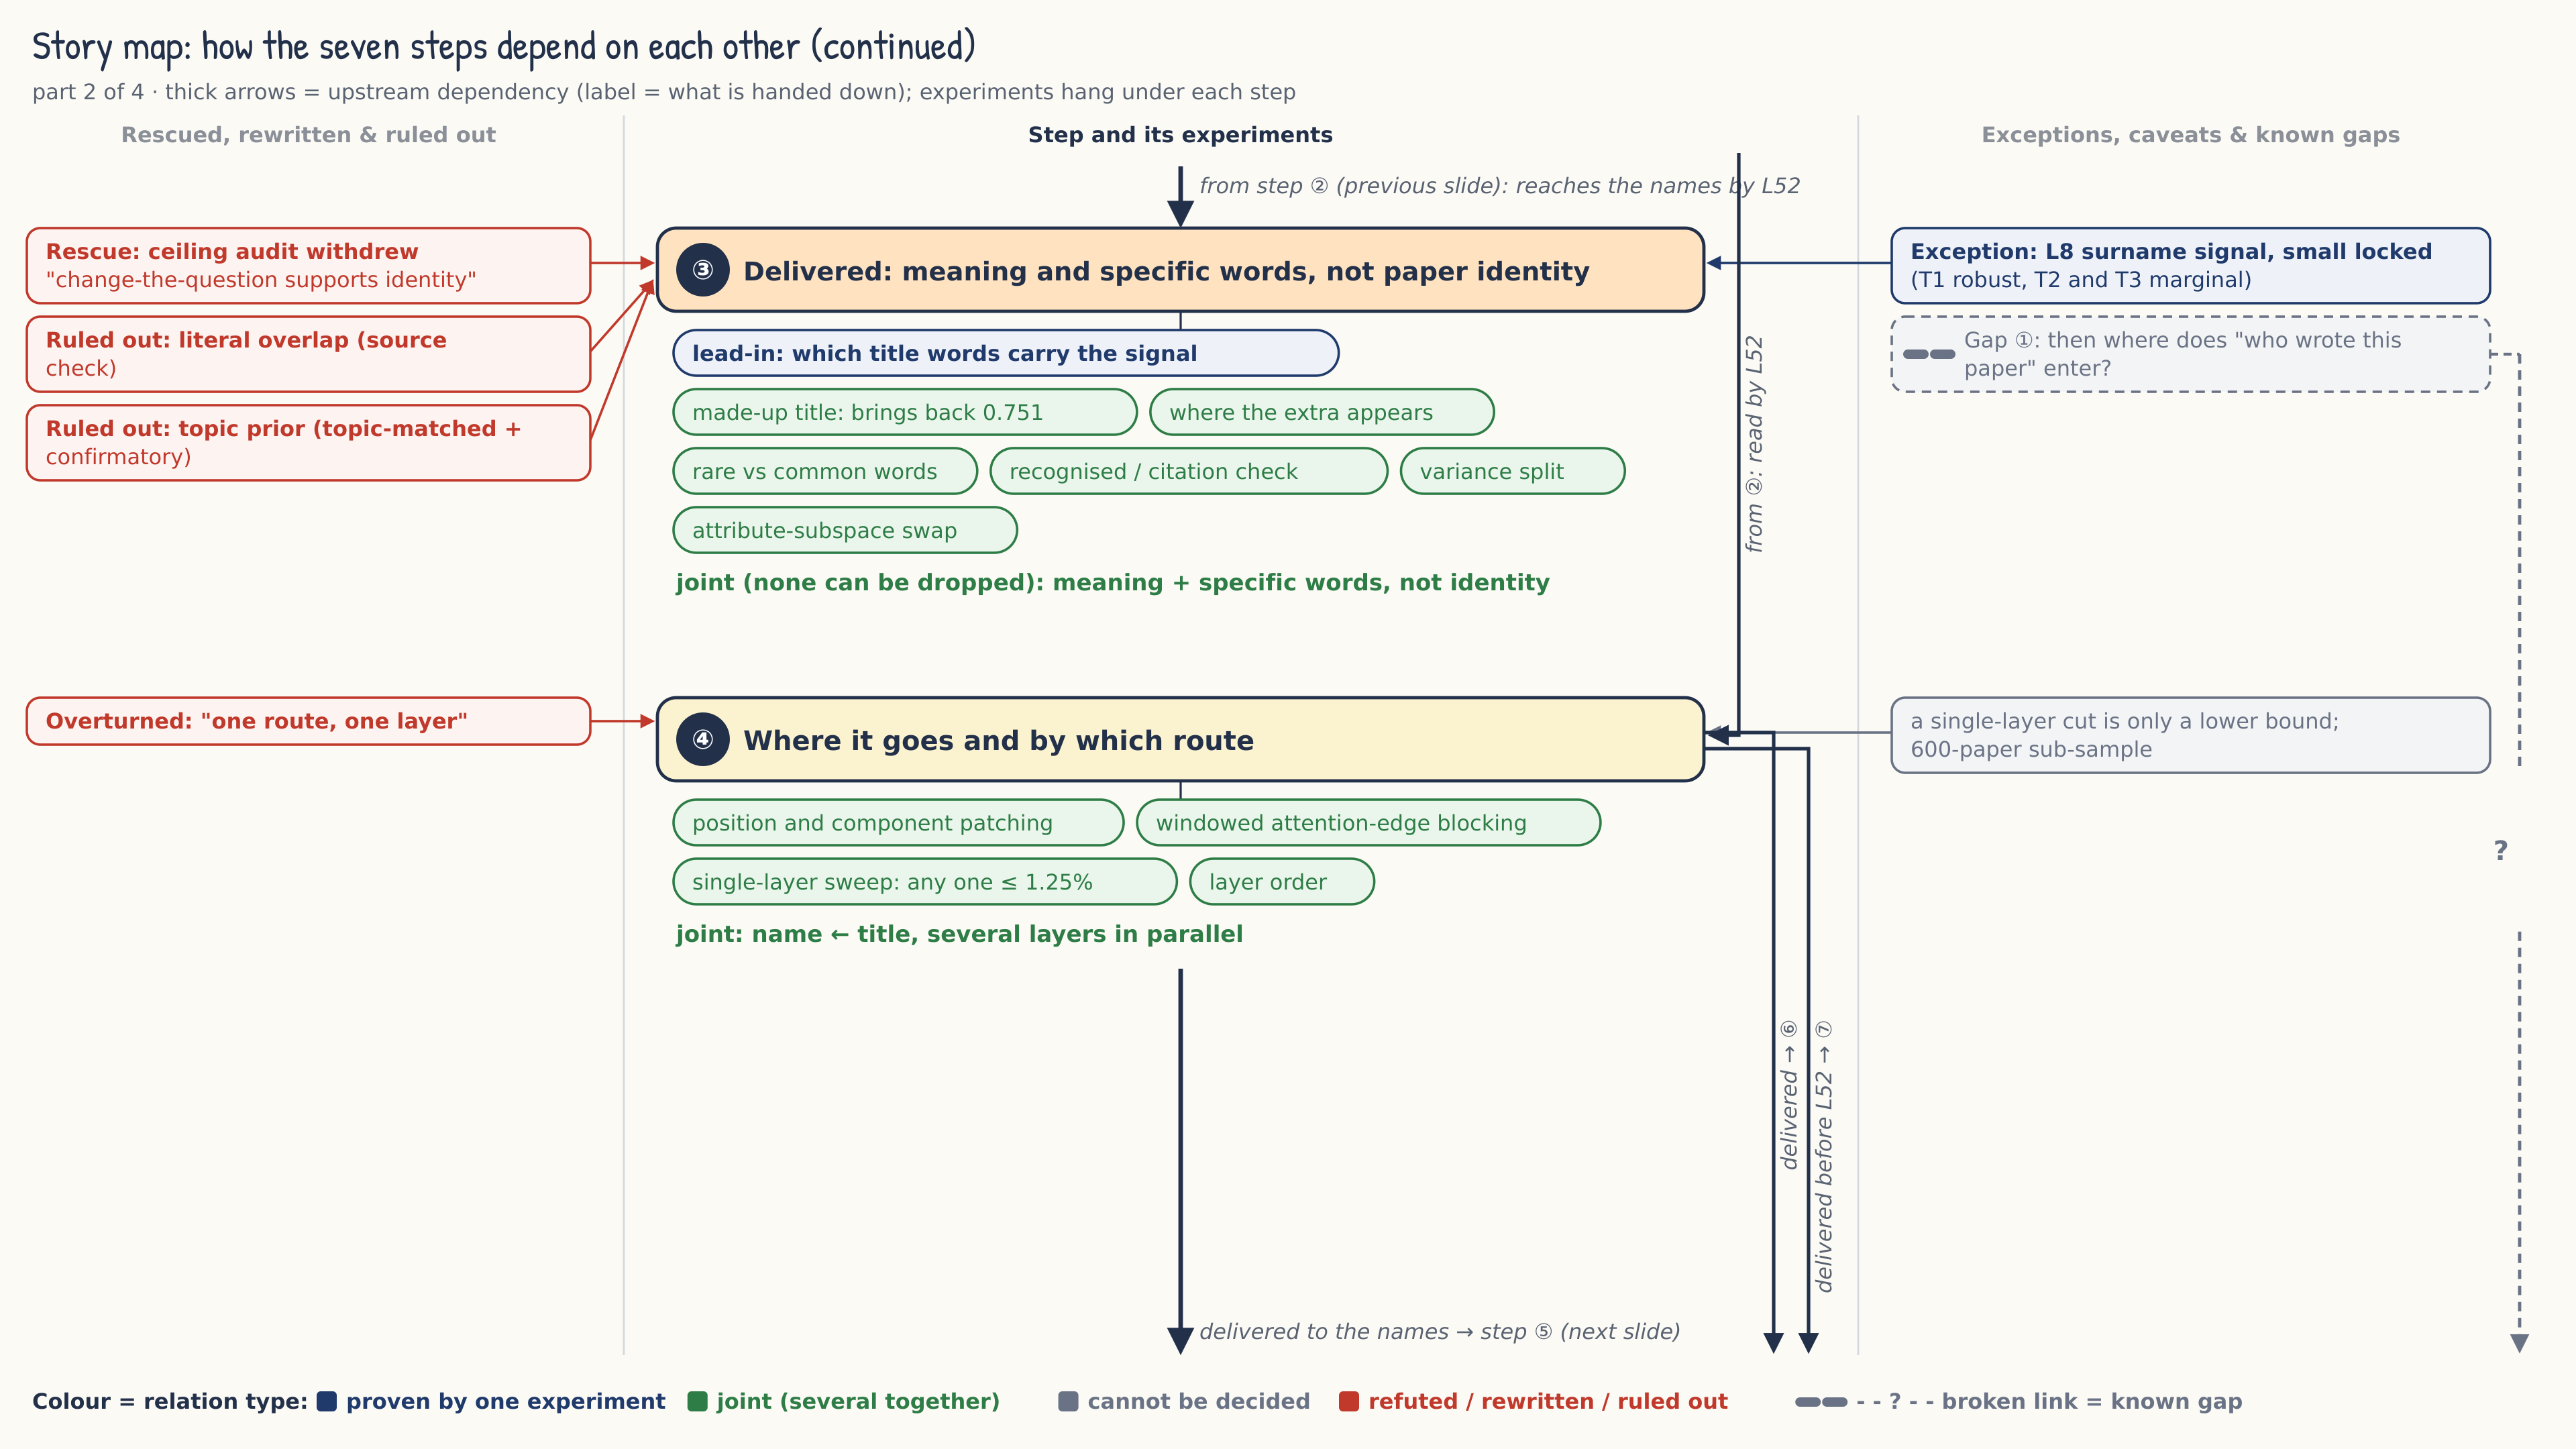 Story map: how the seven steps depend on each other (continued)
part 2 of 4 · thick arrows = upstream dependency (label = what is handed down); experiments hang under each step
Rescued, rewritten & ruled out
Step and its experiments
Exceptions, caveats & known gaps
from step ② (previous slide): reaches the names by L52
Rescue: ceiling audit withdrew
"change-the-question supports identity"
Ruled out: literal overlap (source
check)
Ruled out: topic prior (topic-matched +
confirmatory)
③ Delivered: meaning and specific words, not paper identity
lead-in: which title words carry the signal
made-up title: brings back 0.751
where the extra appears
rare vs common words
recognised / citation check
variance split
attribute-subspace swap
joint (none can be dropped): meaning + specific words, not identity
from ②: read by L52
Exception: L8 surname signal, small locked
(T1 robust, T2 and T3 marginal)
Gap ①: then where does "who wrote this
paper" enter?
Overturned: "one route, one layer"
④ Where it goes and by which route
position and component patching
windowed attention-edge blocking
single-layer sweep: any one ≤ 1.25%
layer order
joint: name ← title, several layers in parallel
a single-layer cut is only a lower bound;
600-paper sub-sample
?
delivered → ⑥
delivered before L52 → ⑦
delivered to the names → step ⑤ (next slide)
Colour = relation type: proven by one experiment joint (several together) cannot be decided refuted / rewritten / ruled out - - ? - - broken link = known gap